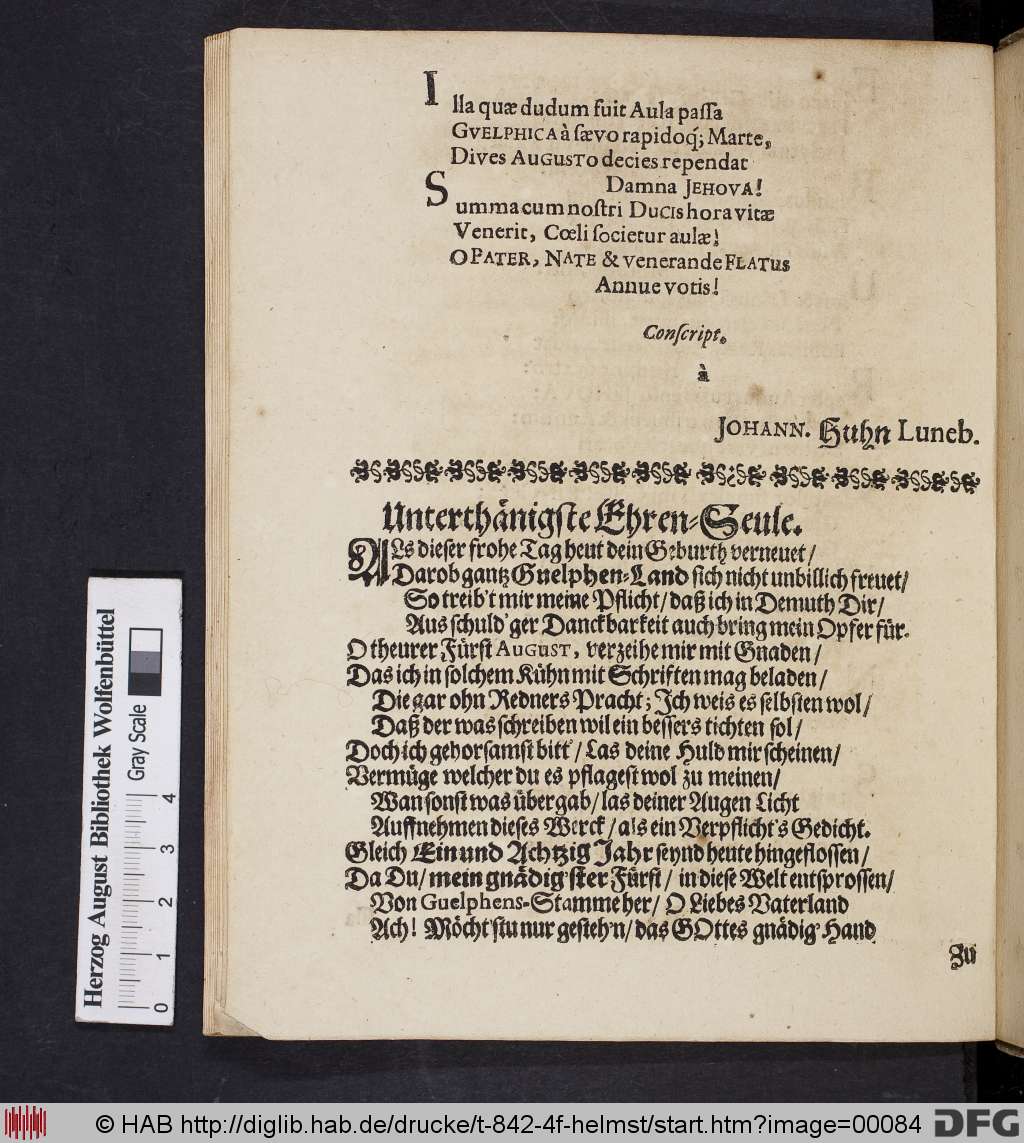 Illa quæ dudum fuit Aula paſſa
GVELPHICA à ſævo rapidoq́; Marte,
Dives AUGUSTO decies rependat
Damna JEHOVA!
Summa cum noſtri DUCIS hora vitæ
Venerit, Cœli ſocietur aulæ!
O PATER, NATE & venerande FLATUS
Annue votis!
Conſcript.
à
JOHANN. Huhn Luneb.
Unterthänigſte Ehren-Seule.
ALs dieſer frohe Tag heut dein Geburth verneuet/
Darob gantz Guelphen-Land ſich nicht unbillich freuet/
So treib't mir meine Pflicht/ daß ich in Demuth Dir/
Aus ſchuld'ger Danckbarkeit auch bring mein Opfer für.
O theurer Fürſt AUGUST, verzeihe mir mit Gnaden/
Das ich in ſolchem Kühn mit Schriften mag beladen/
Die gar ohn Redners Pracht; Ich weis es ſelbſten wol/
Daß der was ſchreiben wil ein beſſers tichten ſol/
Doch ich gehorſamſt bitt'/ Las deine Huld mir ſcheinen/
Vermüge welcher du es pflageſt wol zu meinen/
Wan ſonſt was übergab/ las deiner Augen Licht
Auffnehmen dieſes Werck/ als ein Verpflicht's Gedicht.
Gleich Ein und Achtzig Jahr ſeynd heute hingefloſſen/
Da Du/ mein gnädig'ſter Fürſt/ in dieſe Welt entſproſſen/
Von Guelphens-Stamme her/ O Liebes Vaterland
Ach! Möcht'ſtu nur geſteh'n/ das GOttes gnädig' Hand
Zu
Herzog August Bibliothek Wolfenbüttel
Gray Scale
0 1 2 3 4
© HAB http://diglib.hab.de/drucke/t-842-4f-helmst/start.htm?image=00084
DFG